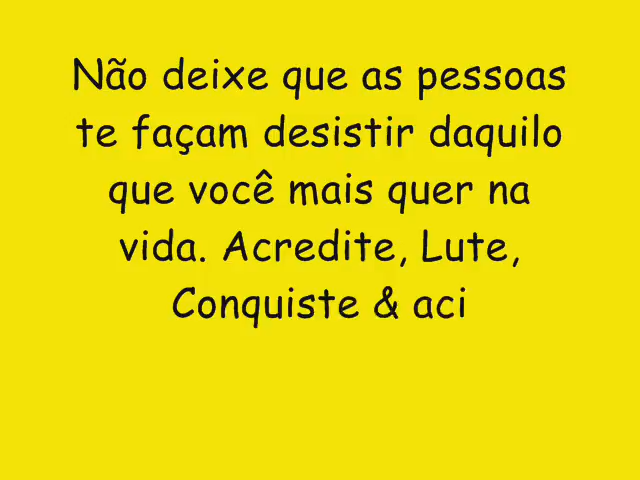 Não deixe que as pessoas
te façam desistir daquilo
que você mais quer na
vida. Acredite, Lute,
Conquiste & aci